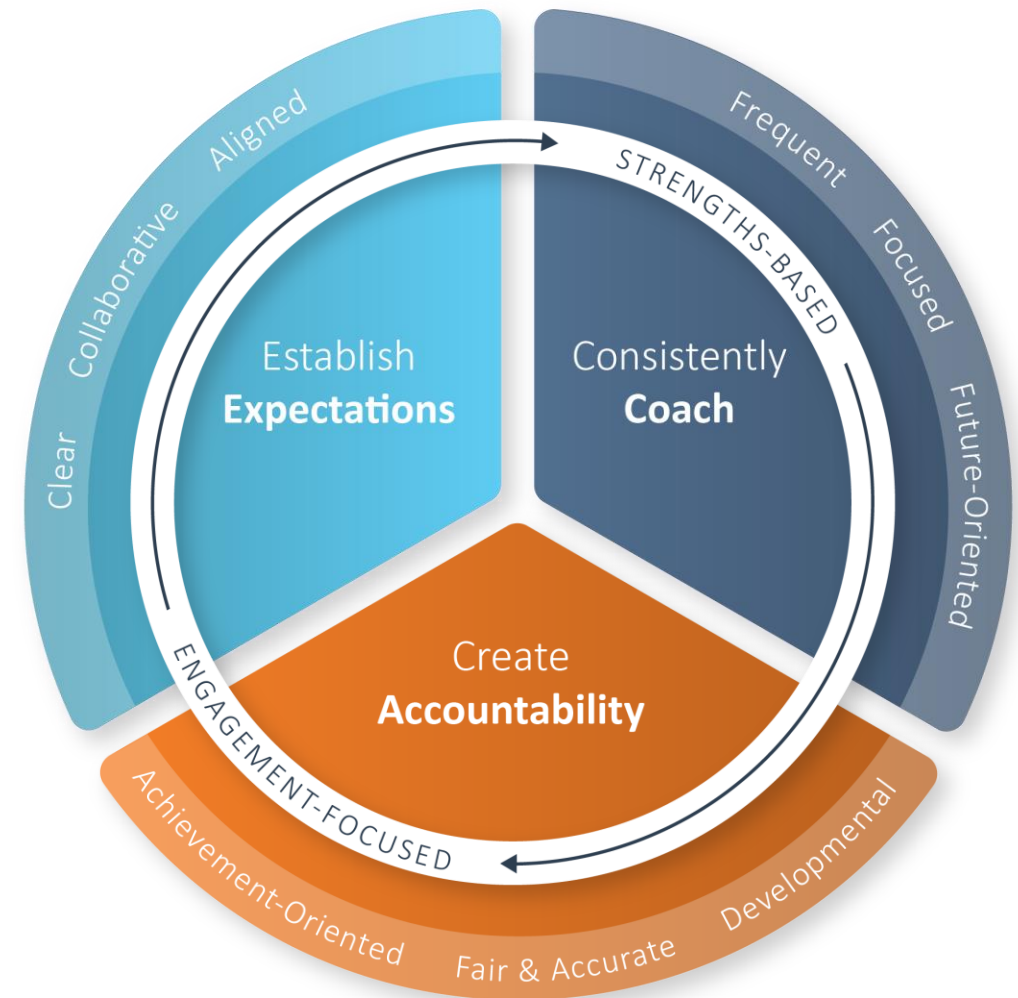 Clear
Collaborative
Aligned
Establish
Expectations
STRENGTHS-BASED
Frequent
Focused
Future-Oriented
Consistently
Coach
Create
Accountability
ENGAGEMENT-FOCUSED
Achievement-Oriented
Fair & Accurate
Developmental